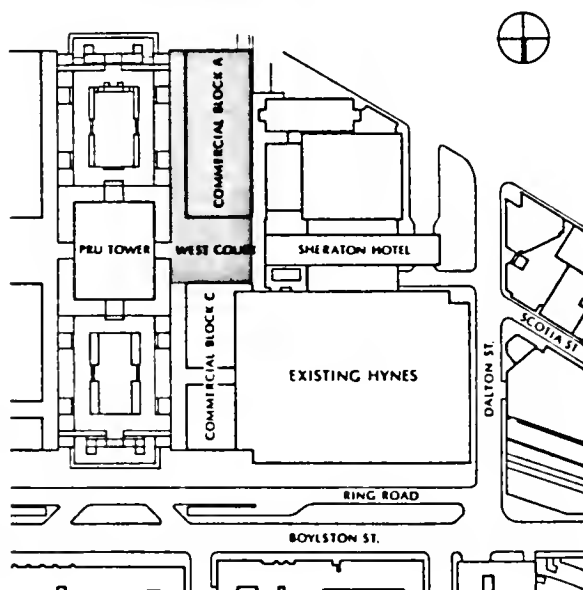 COMMERCIAL BLOCK A
PRU TOWER
WEST COURT
SHERATON HOTEL
SCOTIA ST.
COMMERCIAL BLOCK C
EXISTING HYNES
DALTON ST.
RING ROAD
BOYLSTON ST.